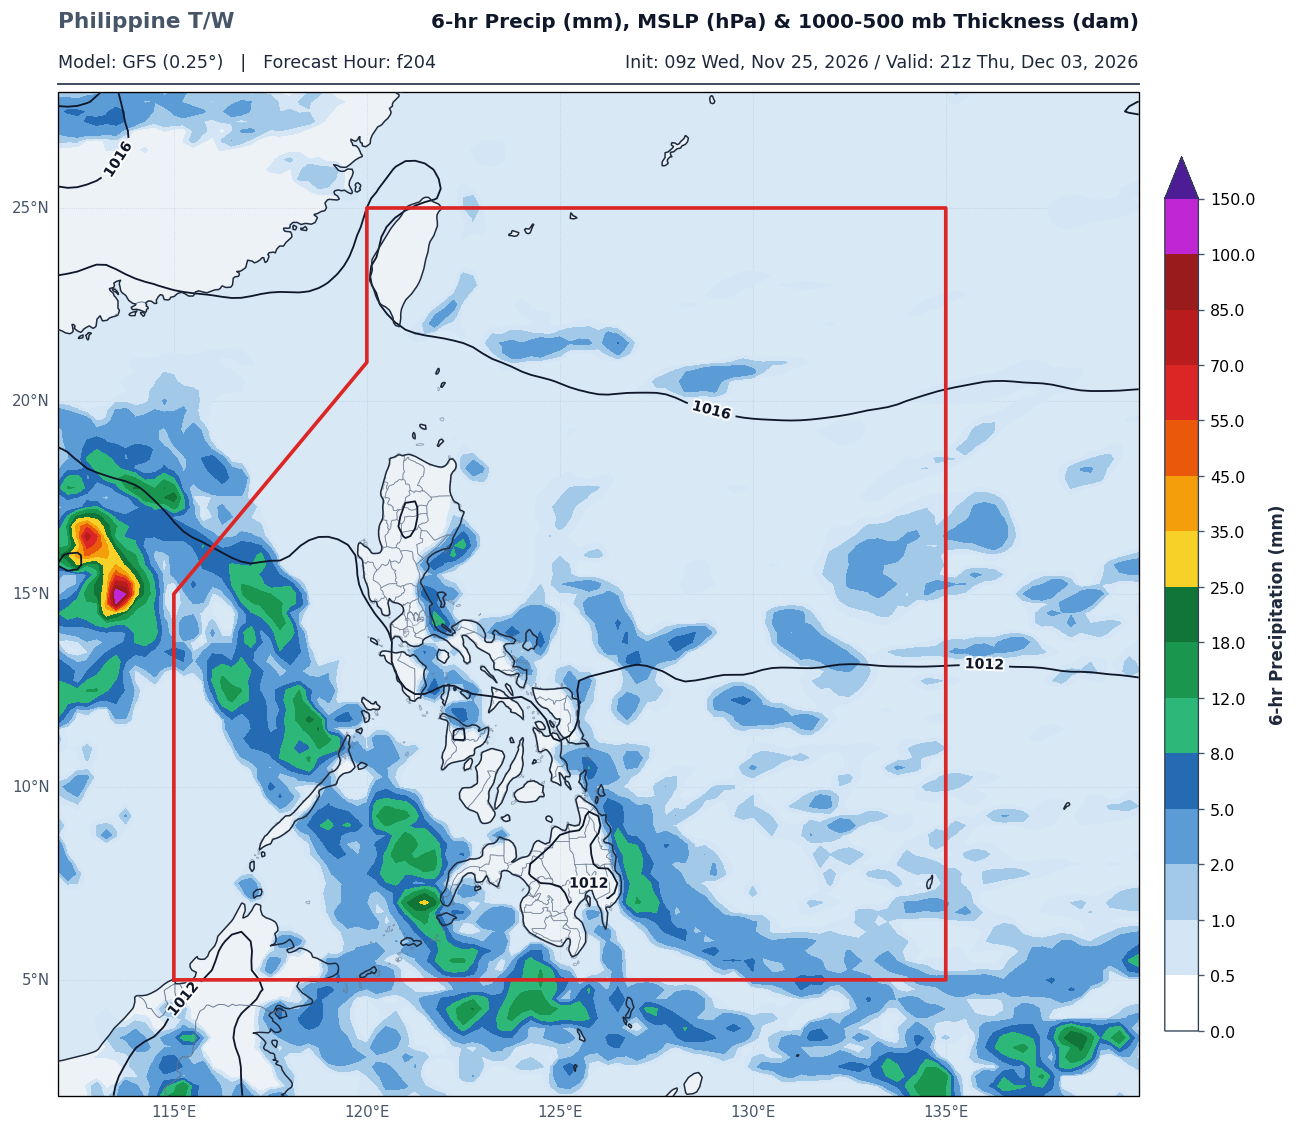 Philippine T/W
6-hr Precip (mm), MSLP (hPa) & 1000-500 mb Thickness (dam)
Model: GFS (0.25°) | Forecast Hour: f204
Init: 09z Wed, Nov 25, 2026 / Valid: 21z Thu, Dec 03, 2026
1016
25°N
20°N
15°N
10°N
5°N
1016
1012
1012
1012
115°E
120°E
125°E
130°E
135°E
150.0
100.0
85.0
70.0
55.0
45.0
35.0
25.0
18.0
12.0
8.0
5.0
2.0
1.0
0.5
0.0
6-hr Precipitation (mm)